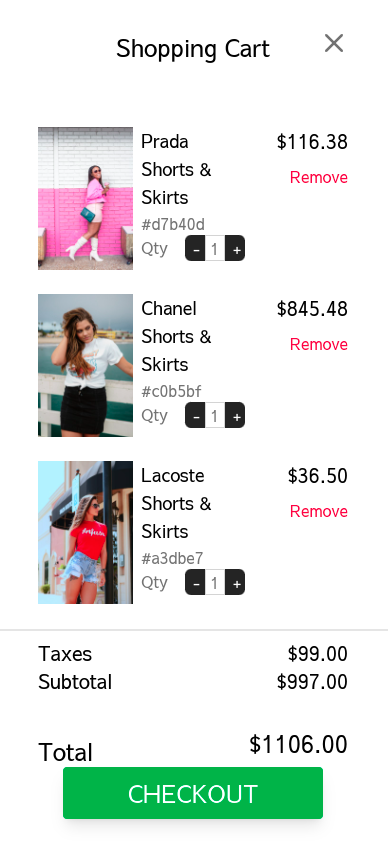 Shopping Cart
Prada
Shorts &
Skirts
$116.38
Remove
#d7b40d
Qty - 1 +
Chanel
Shorts &
Skirts
$845.48
Remove
#c0b5bf
Qty - 1 +
Lacoste
Shorts &
Skirts
$36.50
Remove
#a3dbe7
Qty - 1 +
Taxes $99.00
Subtotal $997.00
Total $1106.00
CHECKOUT